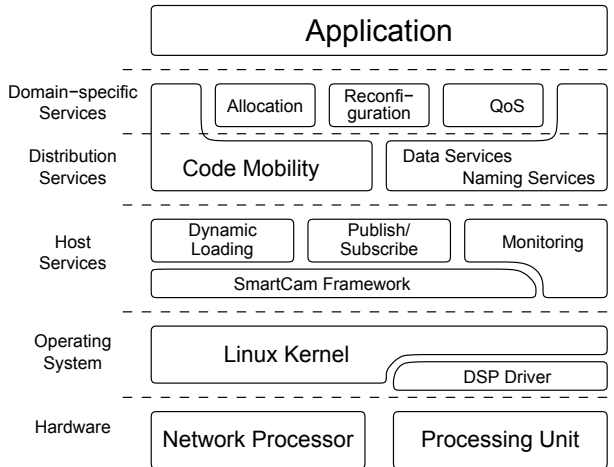 Application
Domain−specific
Services
Allocation
Reconfi−
guration
QoS
Distribution
Services
Code Mobility
Data Services
Naming Services
Host
Services
Dynamic
Loading
Publish/
Subscribe
Monitoring
SmartCam Framework
Operating
System
Linux Kernel
DSP Driver
Hardware
Network Processor
Processing Unit